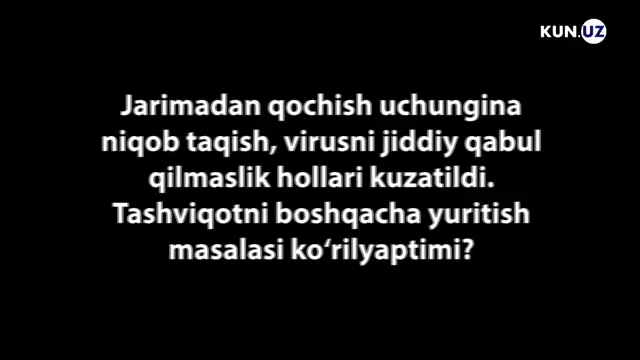 KUN.UZ
Jarimadan qochish uchungina
niqob taqish, virusni jiddiy qabul
qilmaslik hollari kuzatildi.
Tashviqotni boshqacha yuritish
masalasi ko‘rilyaptimi?